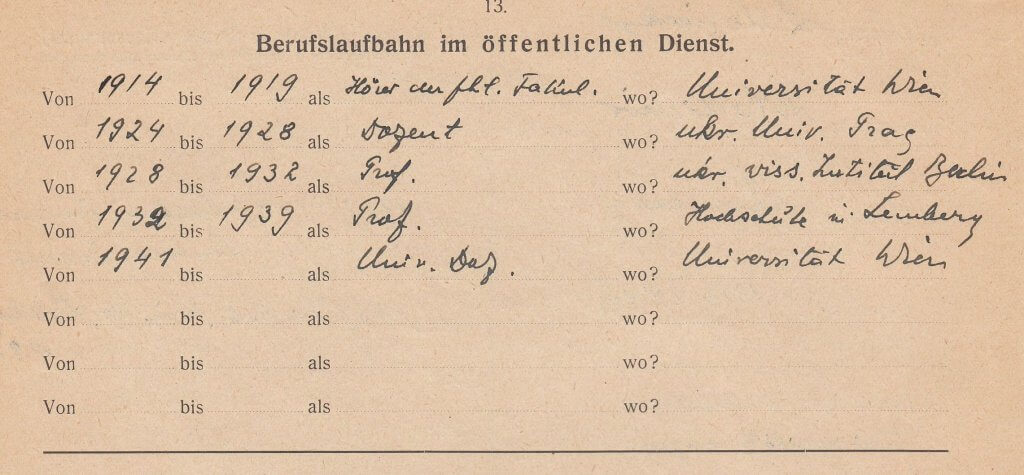 13.
Berufslaufbahn im öffentlichen Dienst.
Von 1914 bis 1919 als Hörer der phl. Fakul. wo? Universität Wien
Von 1924 bis 1928 als Dozent wo? ukr. Univ. Prag
Von 1928 bis 1932 als Prof. wo? ukr. wiss. Institut Berlin
Von 1932 bis 1939 als Prof. wo? Hochschule in Lemberg
Von 1941 bis als Univ. Doz. wo? Universität Wien
Von bis als wo?
Von bis als wo?
Von bis als wo?